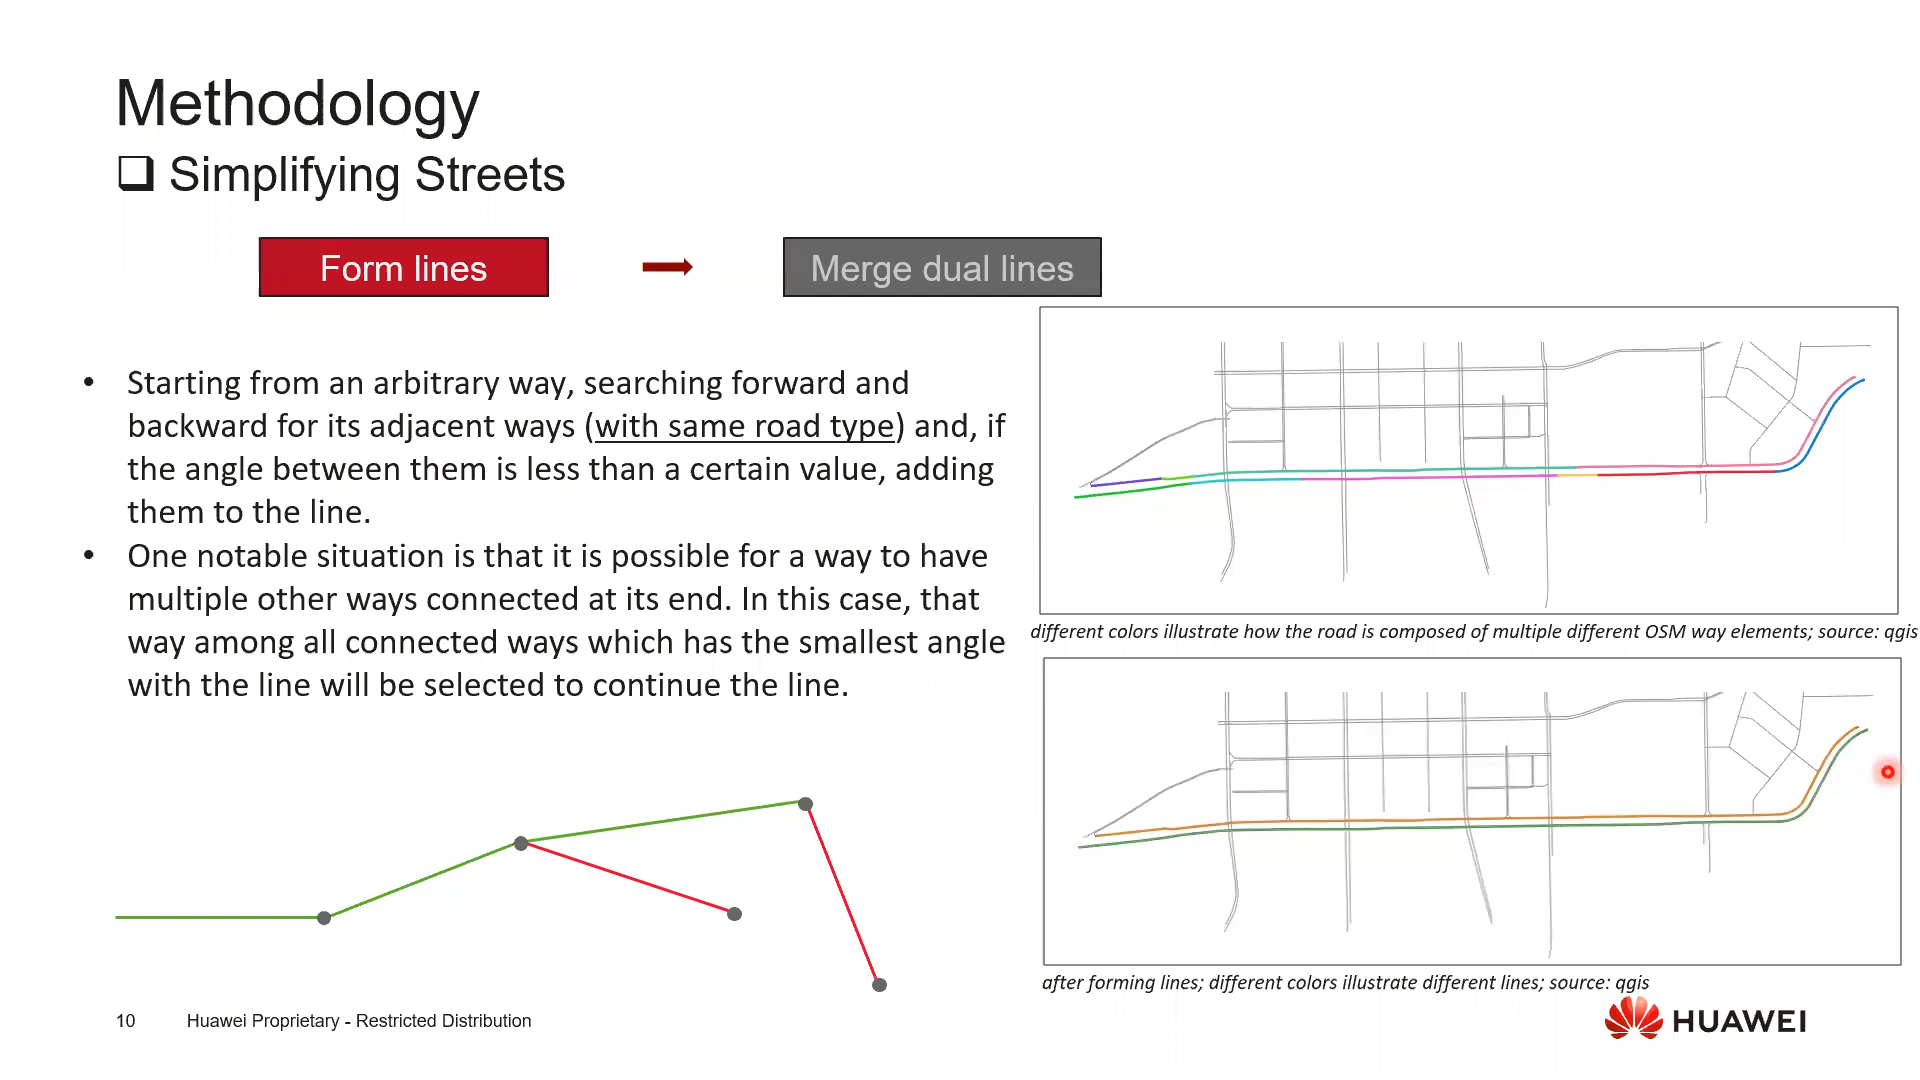 Methodology
Simplifying Streets
Form lines
Merge dual lines
• Starting from an arbitrary way, searching forward and
backward for its adjacent ways (with same road type) and, if
the angle between them is less than a certain value, adding
them to the line.
• One notable situation is that it is possible for a way to have
multiple other ways connected at its end. In this case, that
way among all connected ways which has the smallest angle
with the line will be selected to continue the line.
different colors illustrate how the road is composed of multiple different OSM way elements; source: qgis
after forming lines; different colors illustrate different lines; source: qgis
10
Huawei Proprietary - Restricted Distribution
HUAWEI